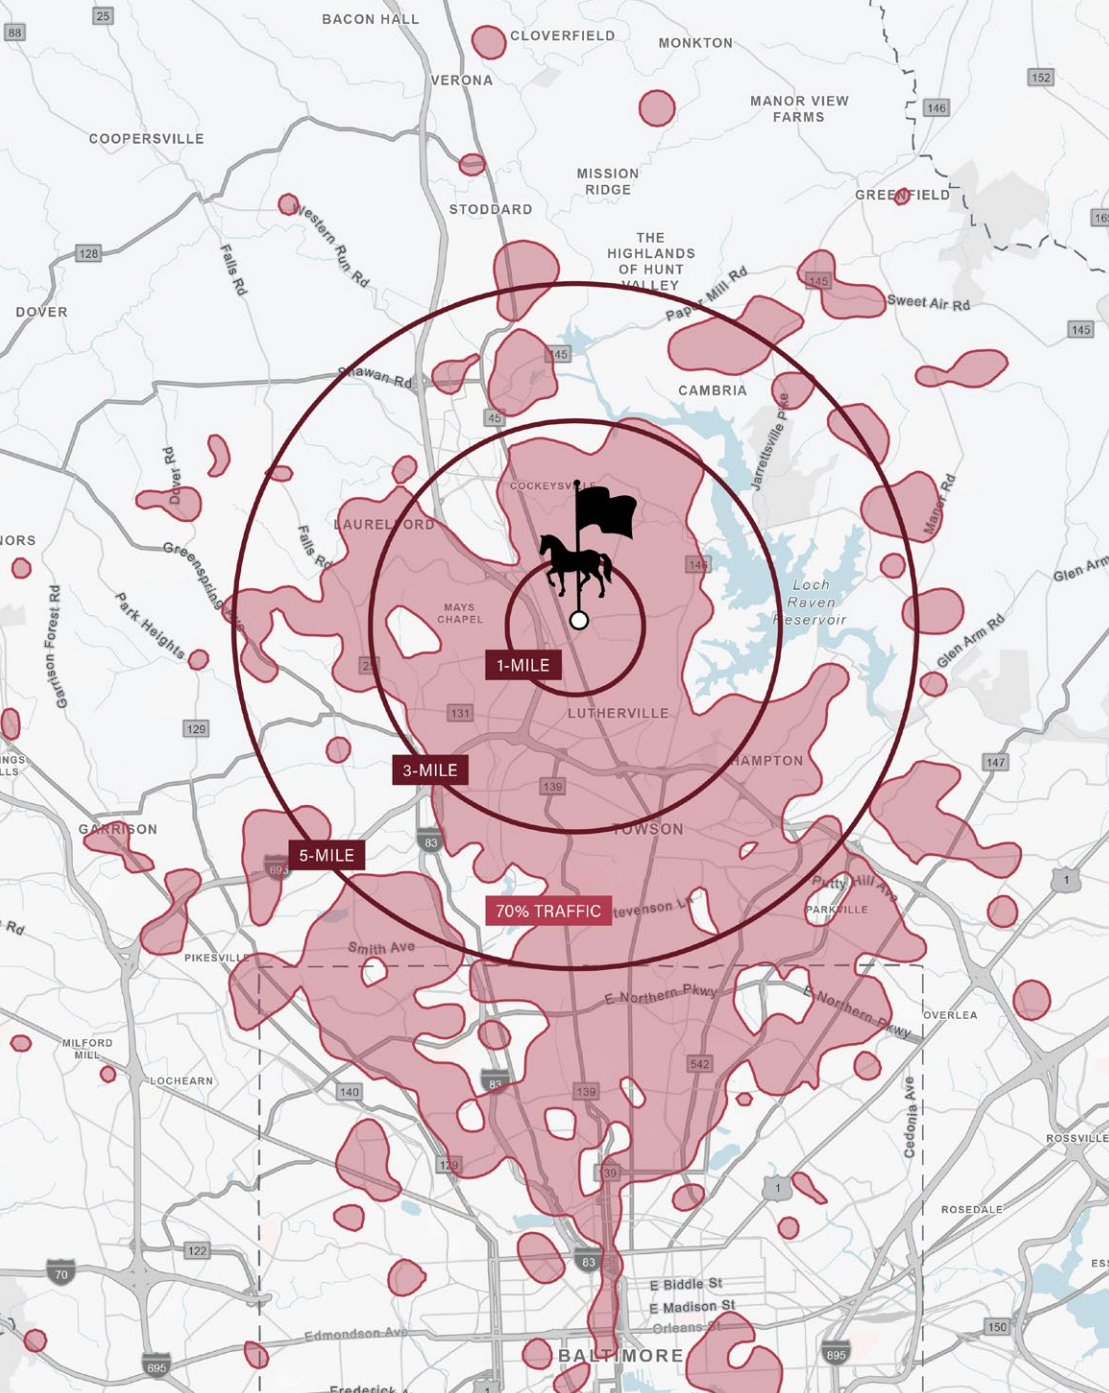 BACON HALL
25
88
CLOVERFIELD
MONKTON
VERONA
152
MANOR VIEW
FARMS
146
COOPERSVILLE
MISSION
RIDGE
GREENFIELD
STODDARD
Western Run Rd
128
Falls Rd
THE
HIGHLANDS
OF HUNT
VALLEY
145
Paper Mill Rd
Sweet Air Rd
DOVER
145
145
Shawan Rd
CAMBRIA
45
Jarrettsville Pike
Dover Rd
COCKEYSVILLE
LAURELFORD
Manor Rd
Falls Rd
Greenspring Ave
146
Glen Arm
Loch
Raven
Reservoir
Garrison Forest Rd
Park Heights
MAYS
CHAPEL
Glen Arm Rd
1-MILE
131
LUTHERVILLE
129
3-MILE
HAMPTON
147
139
GARRISON
TOWSON
83
5-MILE
695
1
Putty Hill Ave
70% TRAFFIC
Stevenson Ln
PARKVILLE
Smith Ave
PIKESVILLE
E Northern Pkwy
E Northern Pkwy
OVERLEA
MILFORD
MILL
LOCHEARN
83
542
140
139
Cedonia Ave
ROSSVILLE
129
139
1
ROSEDALE
122
83
70
E Biddle St
E Madison St
Orleans St
150
Edmondson Ave
BALTIMORE
695
895
1